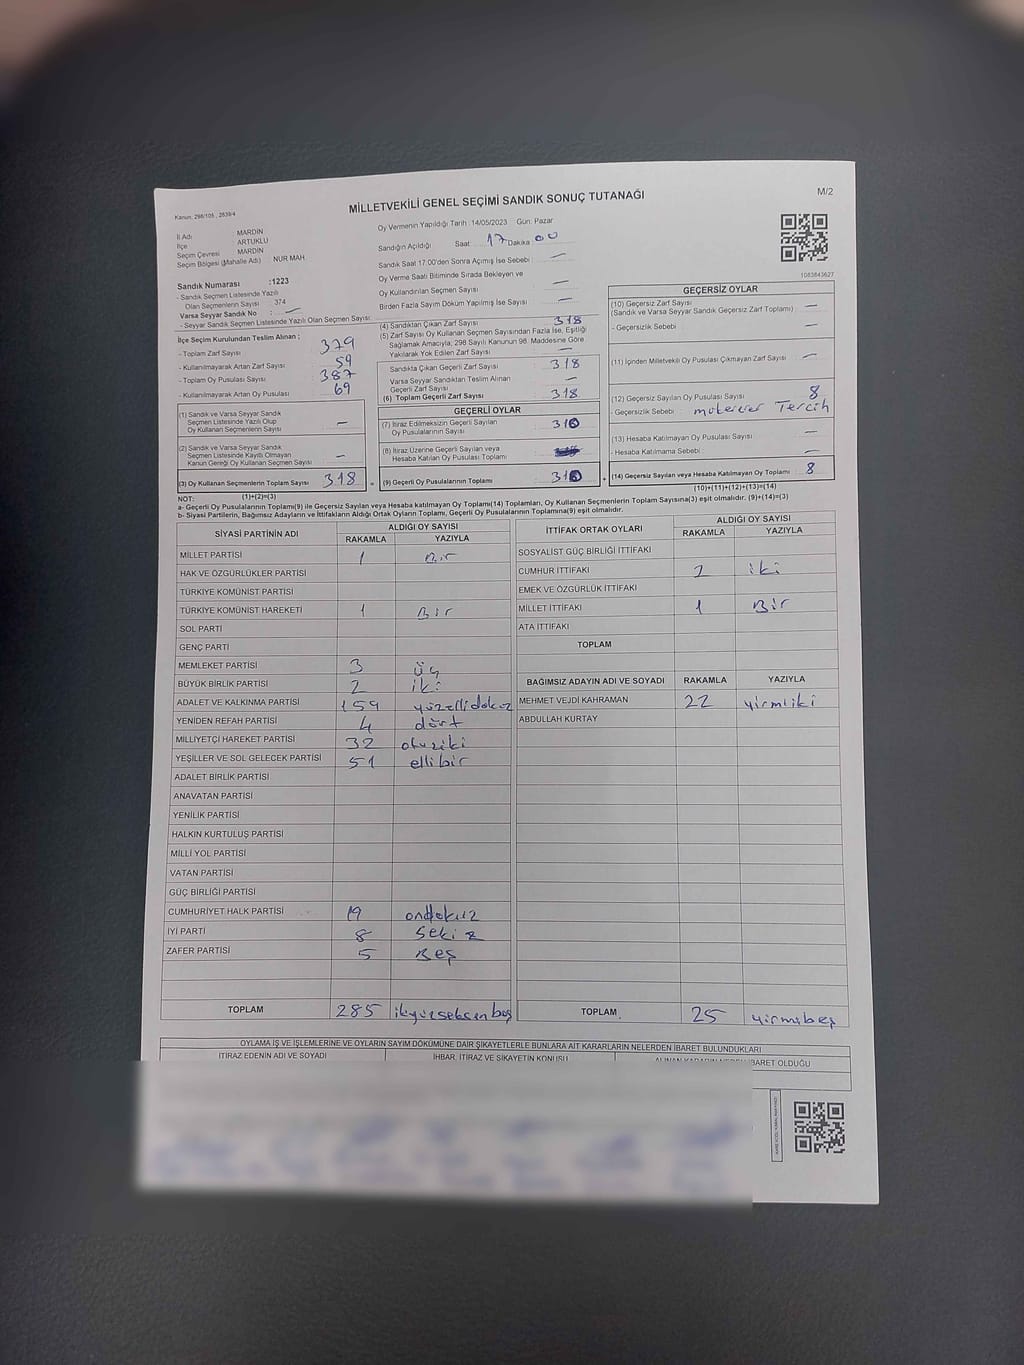 Kanun; 298/105 , 2839/4
MİLLETVEKİLİ GENEL SEÇİMİ SANDIK SONUÇ TUTANAĞI
M/2
İl Adı : MARDİN
İlçe : ARTUKLU
Seçim Çevresi : MARDİN
Seçim Bölgesi (Mahalle Adı) : NUR MAH.
Sandık Numarası :1223
- Sandık Seçmen Listesinde Yazılı
Olan Seçmenlerin Sayısı : 374
Varsa Seyyar Sandık No : —
- Seyyar Sandık Seçmen Listesinde Yazılı Olan Seçmen Sayısı:
Oy Vermenin Yapıldığı Tarih :14/05/2023 Gün: Pazar
Sandığın Açıldığı Saat 17 Dakika 00
Sandık Saat 17:00'den Sonra Açımış İse Sebebi : —
Oy Verme Saati Bitiminde Sırada Bekleyen ve
Oy Kullandırılan Seçmen Sayısı —
Birden Fazla Sayım Döküm Yapılmış İse Sayısı —
1083843627
İlçe Seçim Kurulundan Teslim Alınan ;
- Toplam Zarf Sayısı 379
- Kullanılmayarak Artan Zarf Sayısı 59
- Toplam Oy Pusulası Sayısı 387
- Kullanılmayarak Artan Oy Pusulası 69
(1) Sandık ve Varsa Seyyar Sandık
Seçmen Listesinde Yazılı Olup
Oy Kullanan Seçmenlerin Sayısı —
(2) Sandık ve Varsa Seyyar Sandık
Seçmen Listesinde Kayıtlı Olmayan
Kanun Gereği Oy Kullanan Seçmen Sayısı —
(3) Oy Kullanan Seçmenlerin Toplam Sayısı 318
(1)+(2)=(3)
(4) Sandıktan Çıkan Zarf Sayısı 318
(5) Zarf Sayısı Oy Kullanan Seçmen Sayısından Fazla İse, Eşitliği
Sağlamak Amacıyla; 298 Sayılı Kanunun 98. Maddesine Göre
Yakılarak Yok Edilen Zarf Sayısı —
Sandıkta Çıkan Geçerli Zarf Sayısı 318
Varsa Seyyar Sandıktan Teslim Alınan
Geçerli Zarf Sayısı —
(6) Toplam Geçerli Zarf Sayısı 318
GEÇERLİ OYLAR
(7) İtiraz Edilmeksizin Geçerli Sayılan
Oy Pusulalarının Sayısı 310
(8) İtiraz Üzerine Geçerli Sayılan veya
Hesaba Katılan Oy Pusulası Toplamı
(9) Geçerli Oy Pusulalarının Toplamı 310
GEÇERSİZ OYLAR
(10) Geçersiz Zarf Sayısı
(Sandık ve Varsa Seyyar Sandık Geçersiz Zarf Toplamı) : —
- Geçersizlik Sebebi : —
(11) İçinden Milletvekili Oy Pusulası Çıkmayan Zarf Sayısı : —
(12) Geçersiz Sayılan Oy Pusulası Sayısı : 8
- Geçersizlik Sebebi : mükerrer Tercih
(13) Hesaba Katılmayan Oy Pusulası Sayısı : —
- Hesaba Katılmama Sebebi : —
(14) Geçersiz Sayılan veya Hesaba Katılmayan Oy Toplamı : 8
(10)+(11)+(12)+(13)=(14)
NOT:
a- Geçerli Oy Pusulalarının Toplamı(9) ile Geçersiz Sayılan veya Hesaba katılmayan Oy Toplamı(14) Toplamları, Oy Kullanan Seçmenlerin Toplam Sayısına(3) eşit olmalıdır. (9)+(14)=(3)
b- Siyasi Partilerin, Bağımsız Adayların ve İttifakların Aldığı Ortak Oyların Toplamı, Geçerli Oy Pusulalarının Toplamına(9) eşit olmalıdır.
SİYASİ PARTİNİN ADI ALDIĞI OY SAYISI
RAKAMLA YAZIYLA
MİLLET PARTİSİ 1 Bir
HAK VE ÖZGÜRLÜKLER PARTİSİ
TÜRKİYE KOMÜNİST PARTİSİ
TÜRKİYE KOMÜNİST HAREKETİ 1 Bir
SOL PARTİ
GENÇ PARTİ
MEMLEKET PARTİSİ 3 üç
BÜYÜK BİRLİK PARTİSİ 2 iki
ADALET VE KALKINMA PARTİSİ 159 yüzellidokuz
YENİDEN REFAH PARTİSİ 4 dört
MİLLİYETÇİ HAREKET PARTİSİ 32 otuziki
YEŞİLLER VE SOL GELECEK PARTİSİ 51 ellibir
ADALET BİRLİK PARTİSİ
ANAVATAN PARTİSİ
YENİLİK PARTİSİ
HALKIN KURTULUŞ PARTİSİ
MİLLİ YOL PARTİSİ
VATAN PARTİSİ
GÜÇ BİRLİĞİ PARTİSİ
CUMHURİYET HALK PARTİSİ 19 ondokuz
İYİ PARTİ 8 Sekiz
ZAFER PARTİSİ 5 Beş
TOPLAM 285 ikiyüzseksenbeş
İTTİFAK ORTAK OYLARI ALDIĞI OY SAYISI
RAKAMLA YAZIYLA
SOSYALİST GÜÇ BİRLİĞİ İTTİFAKI
CUMHUR İTTİFAKI 2 iki
EMEK VE ÖZGÜRLÜK İTTİFAKI
MİLLET İTTİFAKI 1 Bir
ATA İTTİFAKI
TOPLAM
BAĞIMSIZ ADAYIN ADI VE SOYADI RAKAMLA YAZIYLA
MEHMET VEJDİ KAHRAMAN 22 yirmiiki
ABDULLAH KURTAY
TOPLAM 25 yirmibeş
OYLAMA İŞ VE İŞLEMLERİNE VE OYLARIN SAYIM DÖKÜMÜNE DAİR ŞİKAYETLERLE BUNLARA AİT KARARLARIN NELERDEN İBARET BULUNDUKLARI
İTİRAZ EDENİN ADI VE SOYADI İHBAR, İTİRAZ VE ŞİKAYETİN KONUSU ALINAN KARARIN NEDEN İBARET OLDUĞU